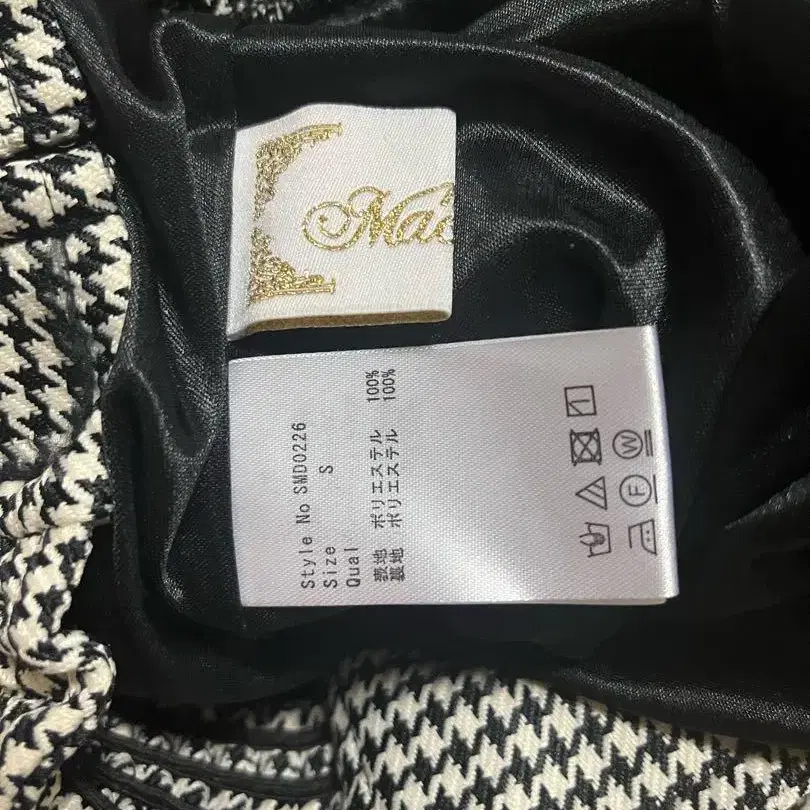 Mad
Style No SMD0226
Size S
Qual
表地 ポリエステル 100%
裏地 ポリエステル 100%
W
F